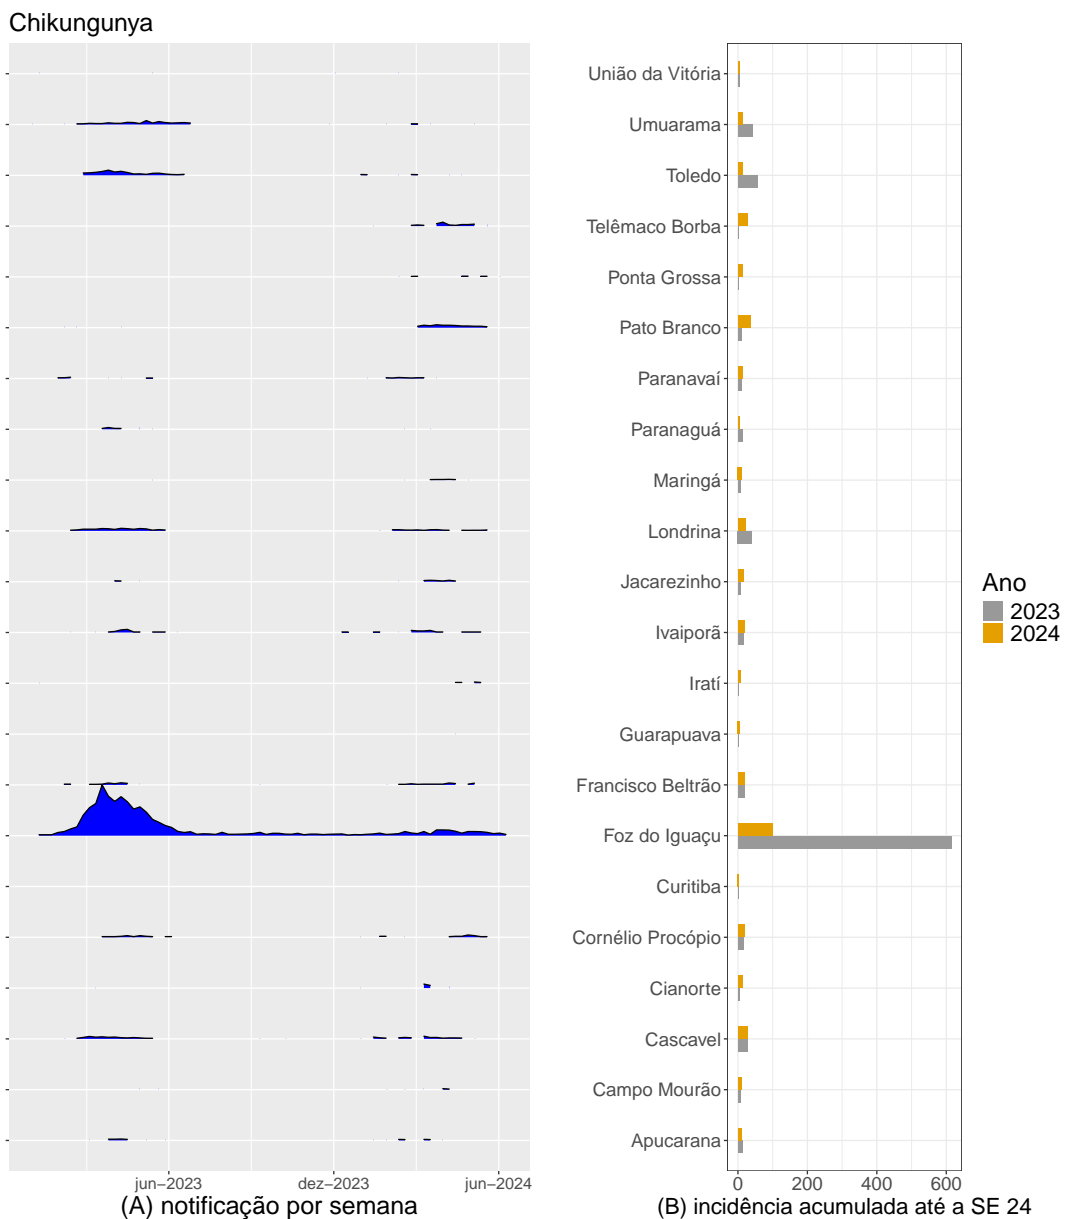 Chikungunya
União da Vitória
Umuarama
Toledo
Telêmaco Borba
Ponta Grossa
Pato Branco
Paranavaí
Paranaguá
Maringá
Londrina
Jacarezinho
Ivaiporã
Iratí
Guarapuava
Francisco Beltrão
Foz do Iguaçu
Curitiba
Cornélio Procópio
Cianorte
Cascavel
Campo Mourão
Apucarana
Ano
2023
2024
jun−2023 dez−2023 jun−2024
0 200 400 600
(A) notificação por semana
(B) incidência acumulada até a SE 24